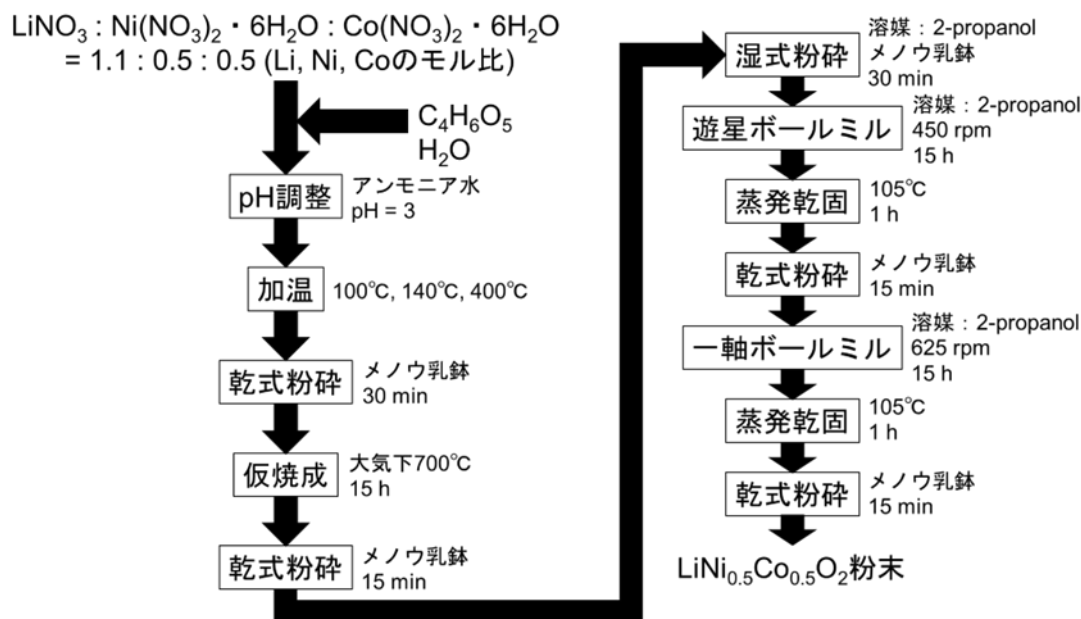 LiNO₃ : Ni(NO₃)₂・6H₂O : Co(NO₃)₂・6H₂O
= 1.1 : 0.5 : 0.5 (Li, Ni, Coのモル比)
C₄H₆O₅
H₂O
pH調整
アンモニア水
pH = 3
加温
100℃, 140℃, 400℃
乾式粉砕
メノウ乳鉢
30 min
仮焼成
大気下700℃
15 h
乾式粉砕
メノウ乳鉢
15 min
湿式粉砕
溶媒：2-propanol
メノウ乳鉢
30 min
遊星ボールミル
溶媒：2-propanol
450 rpm
15 h
蒸発乾固
105℃
1 h
乾式粉砕
メノウ乳鉢
15 min
一軸ボールミル
溶媒：2-propanol
625 rpm
15 h
蒸発乾固
105℃
1 h
乾式粉砕
メノウ乳鉢
15 min
LiNi₀.₅Co₀.₅O₂粉末